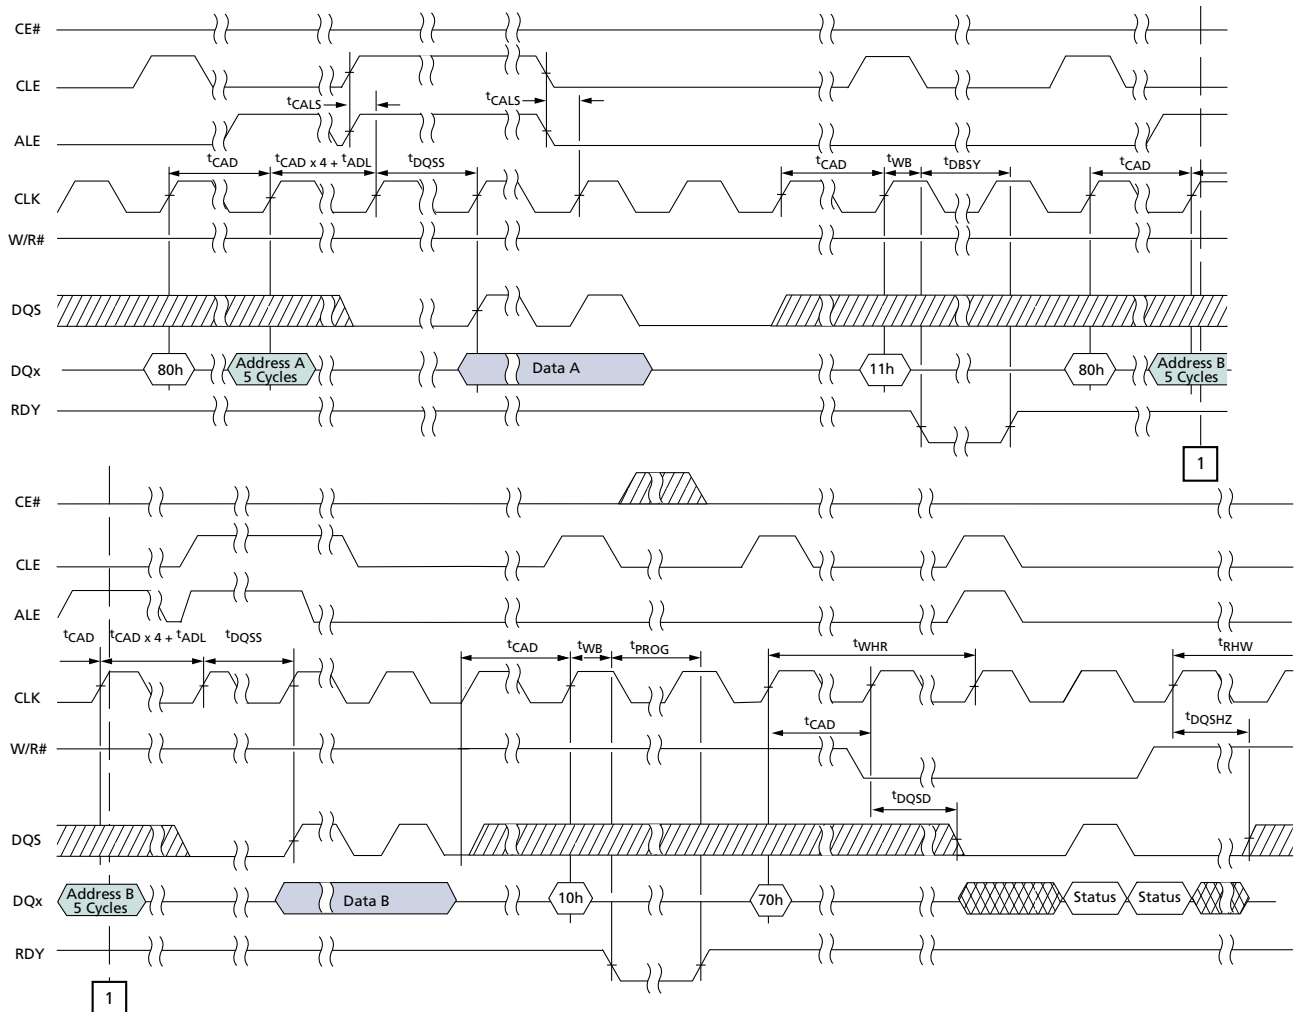 CE#
CLE
tCALS
tCALS
ALE
tCAD
tCAD x 4 + tADL
tDQSS
tCAD
tWB
tDBSY
tCAD
CLK
W/R#
DQS
DQx
80h
Address A
5 Cycles
Data A
11h
80h
Address B
5 Cycles
RDY
1
CE#
CLE
ALE
tCAD
tCAD x 4 + tADL
tDQSS
tCAD
tWB
tPROG
tWHR
tRHW
CLK
tDQSHZ
tCAD
W/R#
tDQSD
DQS
DQx
Address B
5 Cycles
Data B
10h
70h
Status
Status
RDY
1